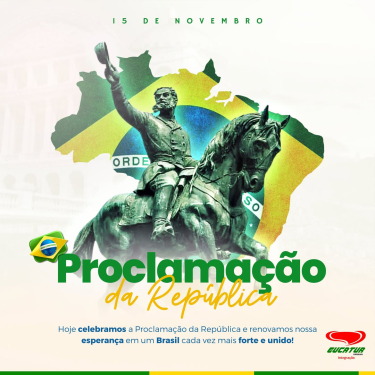 15 DE NOVEMBRO
ORDE
SO
Proclamação
da República
Hoje celebramos a Proclamação da República e renovamos nossa
esperança em um Brasil cada vez mais forte e unido!
EUCATUR
Integração